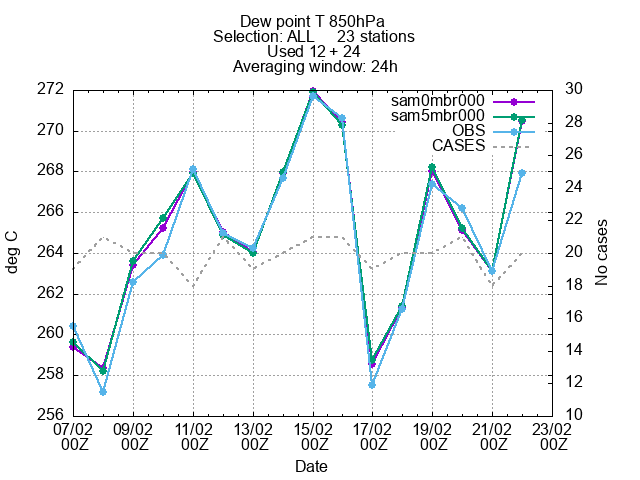 Dew point T 850hPa
Selection: ALL 23 stations
Used 12 + 24
Averaging window: 24h
sam0mbr000
sam5mbr000
OBS
CASES
272
270
268
266
264
262
260
258
256
deg C
30
28
26
24
22
20
18
16
14
12
10
No cases
07/02 09/02 11/02 13/02 15/02 17/02 19/02 21/02 23/02
00Z 00Z 00Z 00Z 00Z 00Z 00Z 00Z 00Z
Date